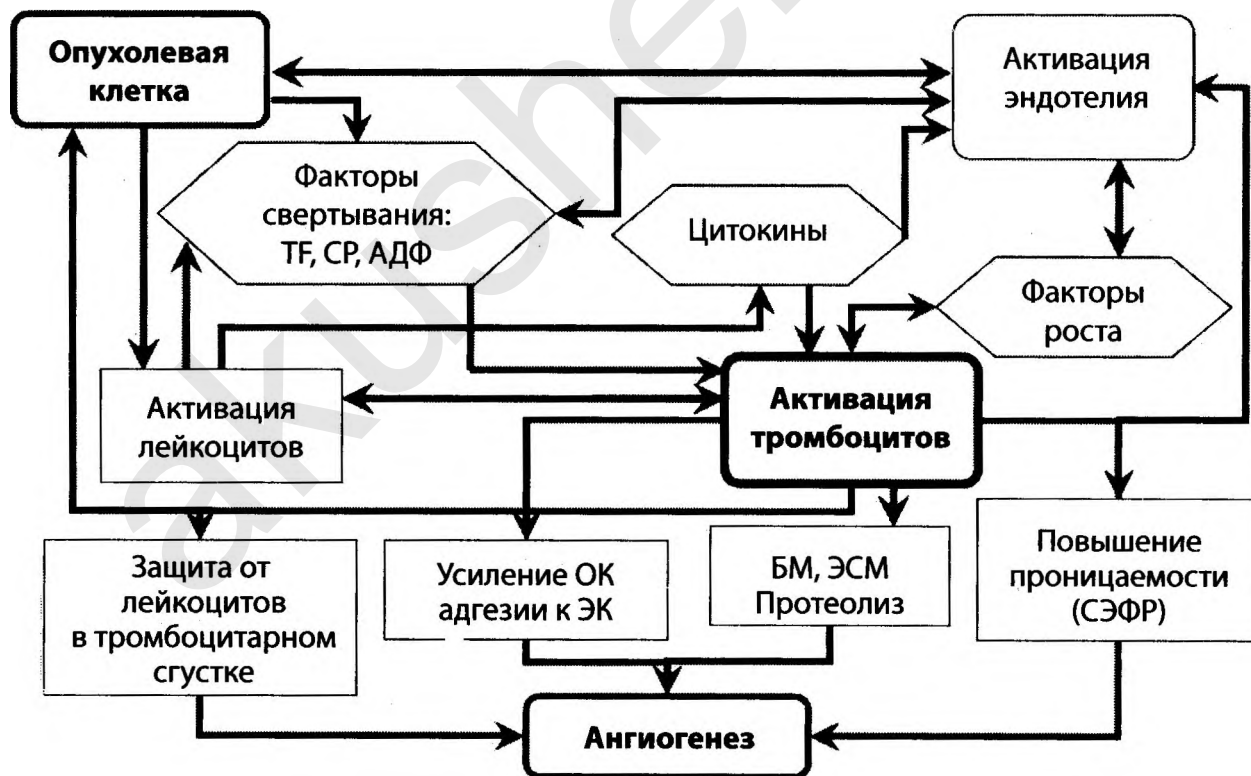 Опухолевая
клетка
Активация
эндотелия
Факторы
свертывания:
TF, CP, АДФ
Цитокины
Факторы
роста
Активация
лейкоцитов
Активация
тромбоцитов
Защита от
лейкоцитов
в тромбоцитарном
сгустке
Усиление ОК
адгезии к ЭК
БМ, ЭСМ
Протеолиз
Повышение
проницаемости
(СЭФР)
Ангиогенез
akushe